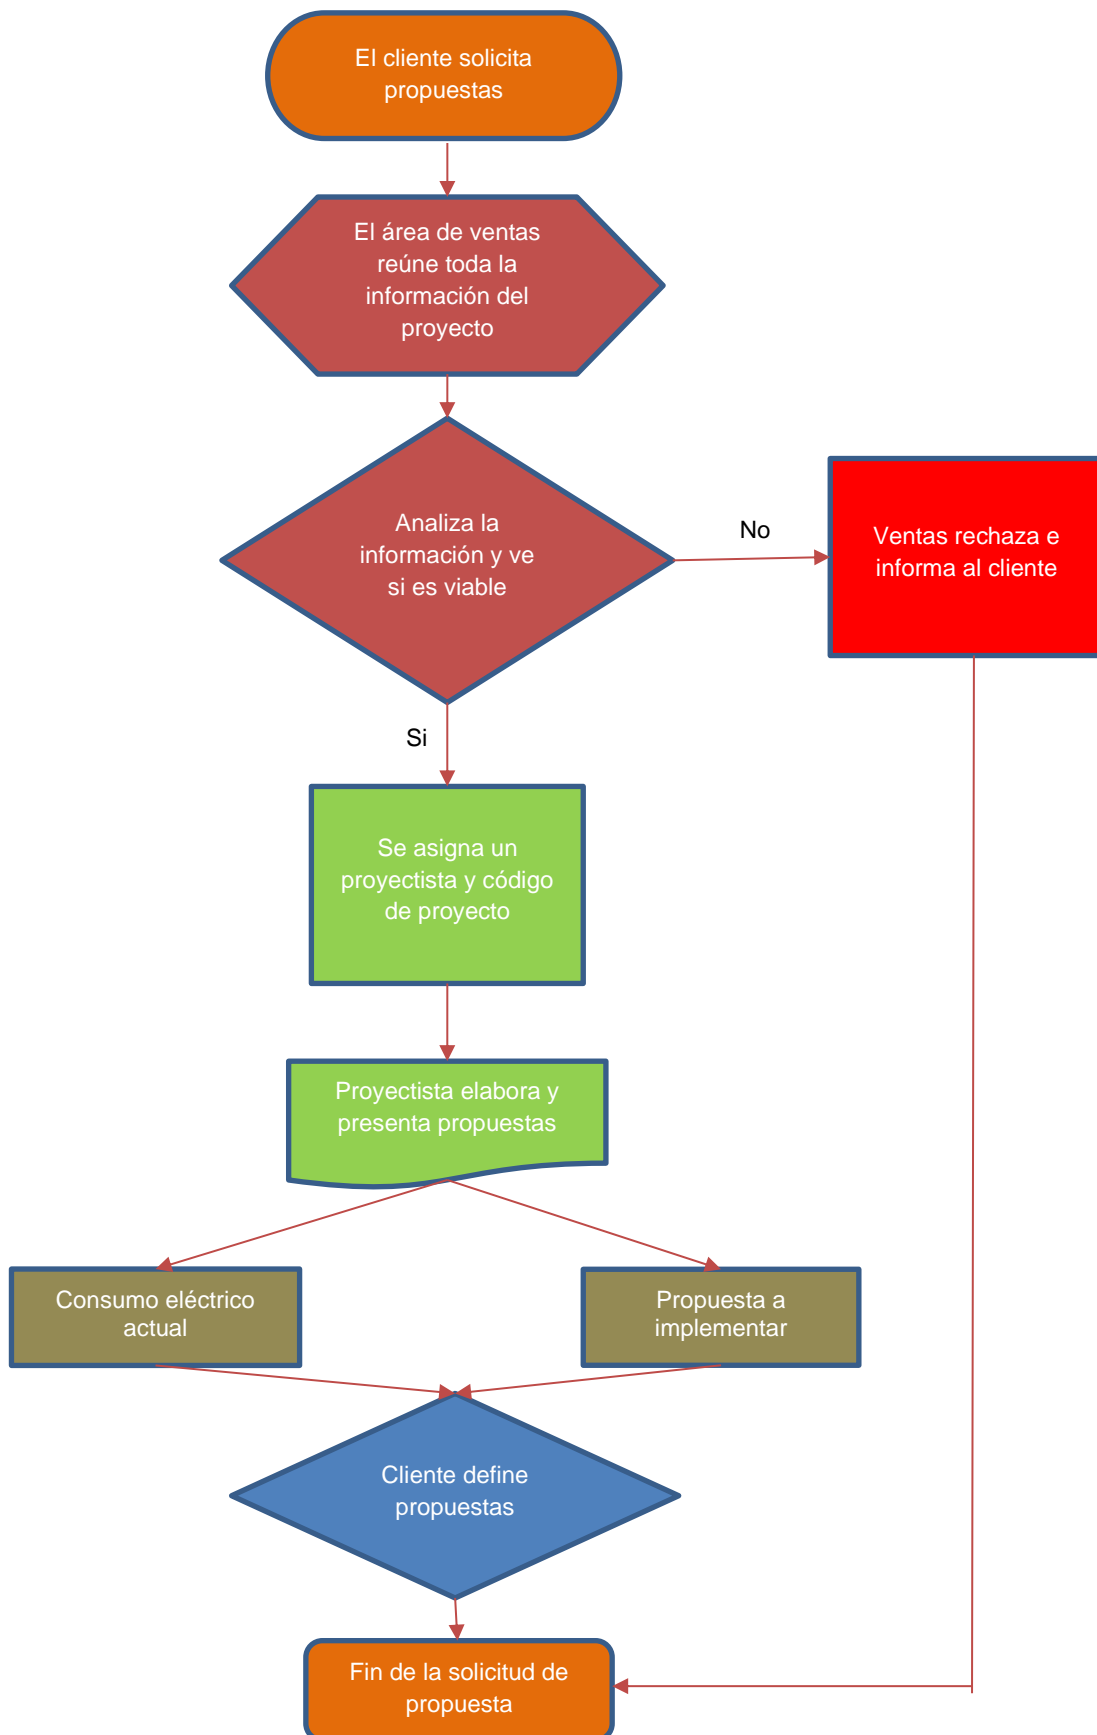 El cliente solicita
propuestas
El área de ventas
reúne toda la
información del
proyecto
Analiza la
información y ve
si es viable
No
Ventas rechaza e
informa al cliente
Si
Se asigna un
proyectista y código
de proyecto
Proyectista elabora y
presenta propuestas
Consumo eléctrico
actual
Propuesta a
implementar
Cliente define
propuestas
Fin de la solicitud de
propuesta